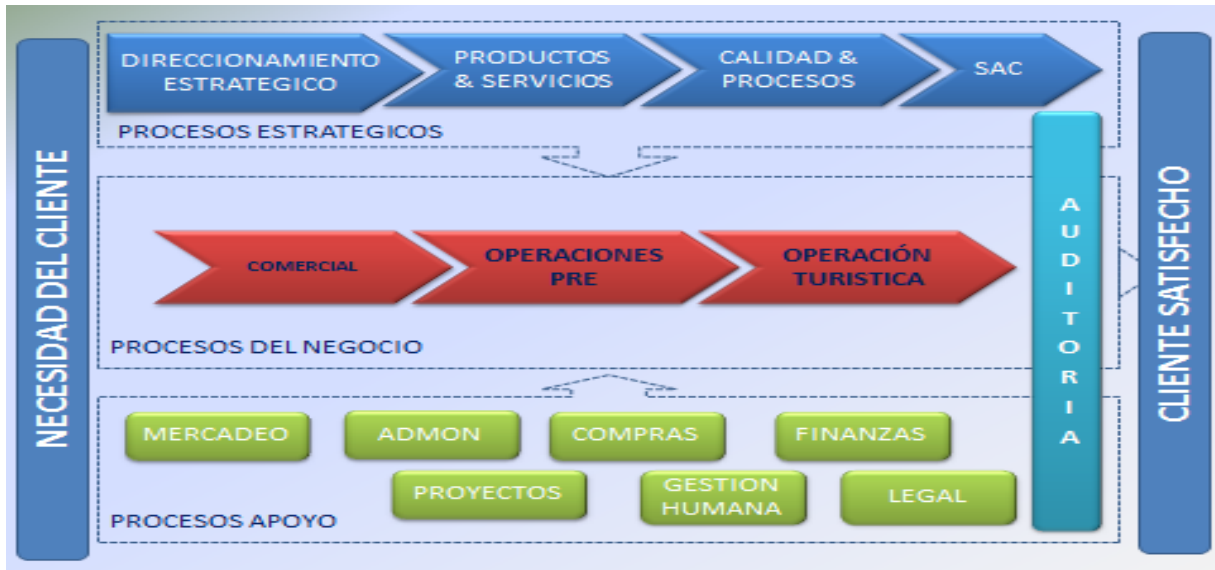 NECESIDAD DEL CLIENTE
DIRECCIONAMIENTO
ESTRATEGICO
PRODUCTOS
& SERVICIOS
CALIDAD &
PROCESOS
SAC
PROCESOS ESTRATEGICOS
COMERCIAL
OPERACIONES
PRE
OPERACIÓN
TURISTICA
PROCESOS DEL NEGOCIO
MERCADEO
ADMON
COMPRAS
FINANZAS
PROYECTOS
GESTION
HUMANA
LEGAL
PROCESOS APOYO
AUDITORIA
CLIENTE SATISFECHO